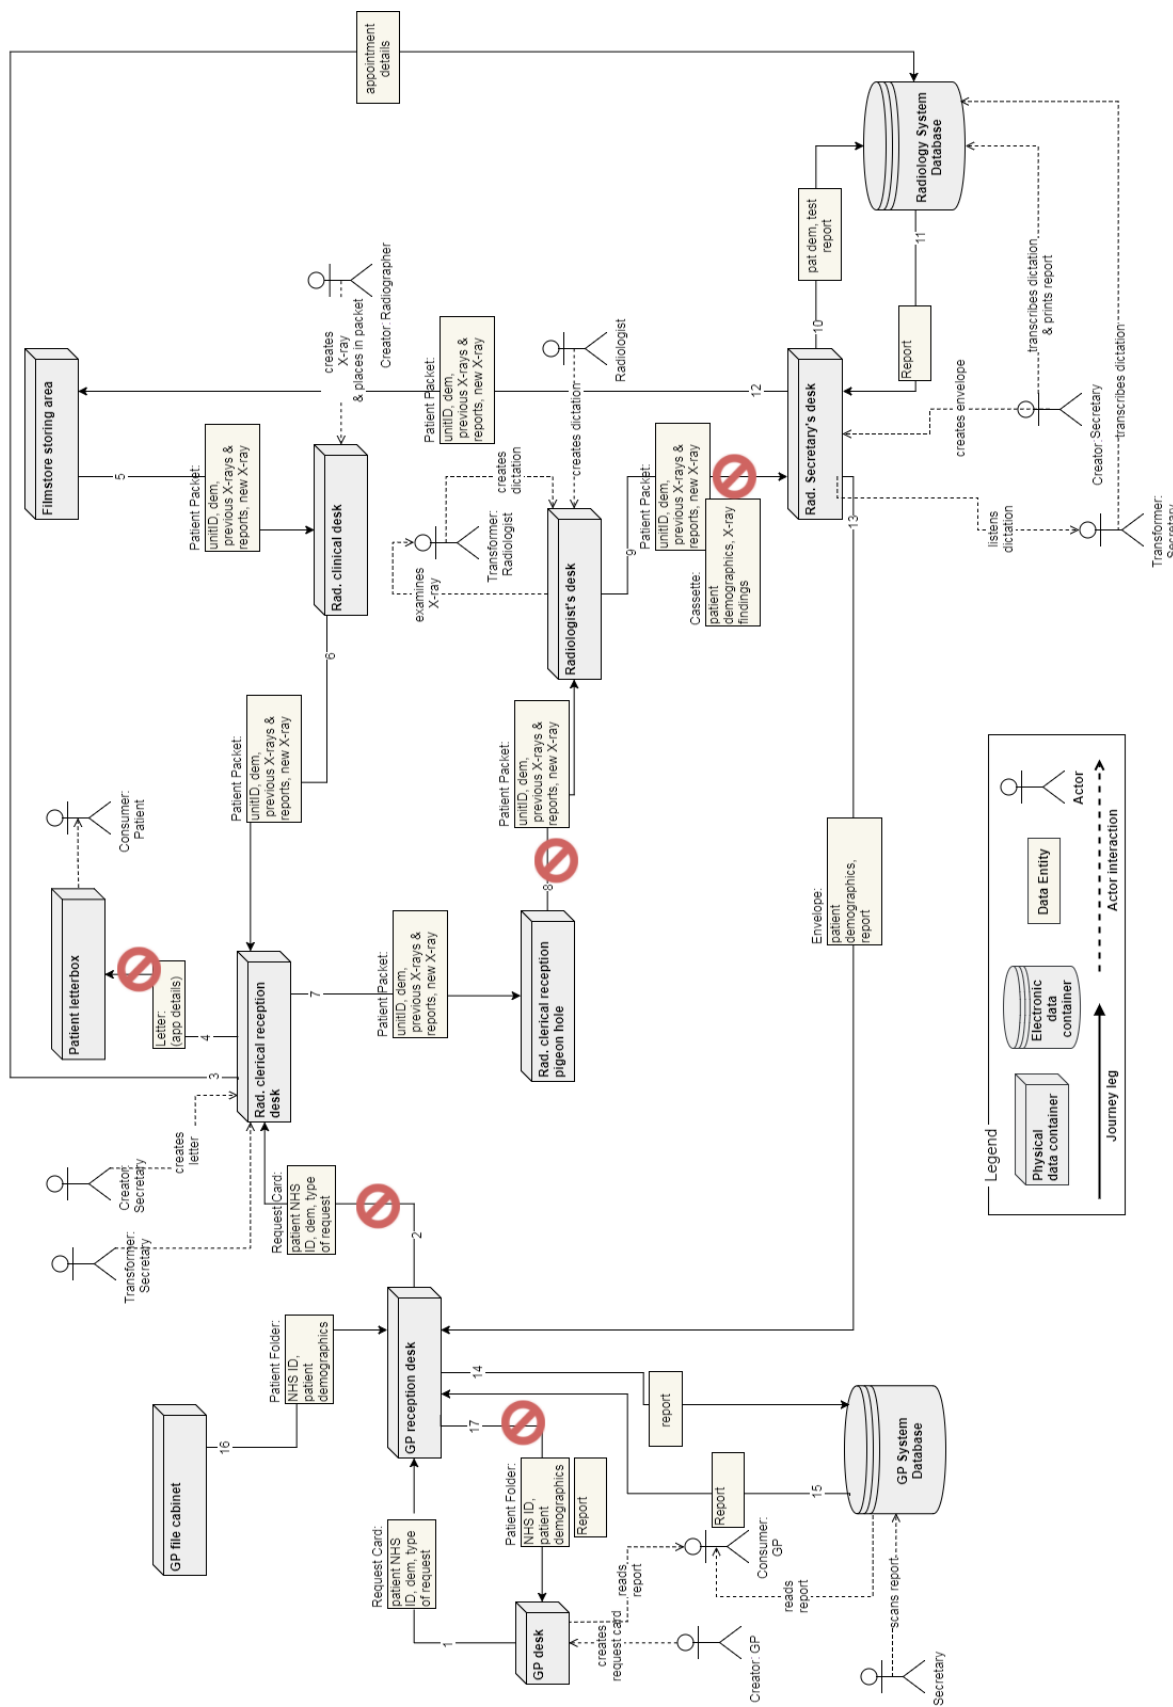 GP file cabinet
16
Patient Folder:
NHS ID,
patient
demographics
Transformer:
Secretary
Creator:
Secretary
creates
letter
Patient letterbox
Consumer:
Patient
Letter:
(app details)
4
3
appointment
details
Rad. clerical reception
desk
Request Card:
patient NHS
ID, dem, type
of request
2
GP reception desk
Request Card:
patient NHS
ID, dem, type
of request
1
GP desk
creates
request card
Creator: GP
reads
report
Consumer:
GP
reads
report
17
Patient Folder:
NHS ID,
patient
demographics
Report
14
report
15
Report
GP System
Database
scans report
Secretary
Filmstore storing area
5
Patient Packet:
unitID, dem,
previous X-rays &
reports, new X-ray
Rad. clinical desk
creates
X-ray
& places in packet
Creator: Radiographer
6
Patient Packet:
unitID, dem,
previous X-rays &
reports, new X-ray
7
Patient Packet:
unitID, dem,
previous X-rays &
reports, new X-ray
Rad. clerical reception
pigeon hole
8
Patient Packet:
unitID, dem,
previous X-rays &
reports, new X-ray
Radiologist's desk
examines
X-ray
Transformer:
Radiologist
creates
dictation
creates dictation
Radiologist
9
Patient Packet:
unitID, dem,
previous X-rays &
reports, new X-ray
Cassette:
patient
demographics, X-ray
findings
12
Patient Packet:
unitID, dem,
previous X-rays &
reports, new X-ray
Rad. Secretary's desk
10
pat dem, test
report
Radiology System
Database
11
Report
13
Envelope:
patient
demographics,
report
creates envelope
Creator: Secretary
transcribes dictation
& prints report
listens
dictation
Transformer:
Secretary
transcribes dictation
Legend
Physical
data container
Electronic
data
container
Data Entity
Actor
Journey leg
Actor interaction